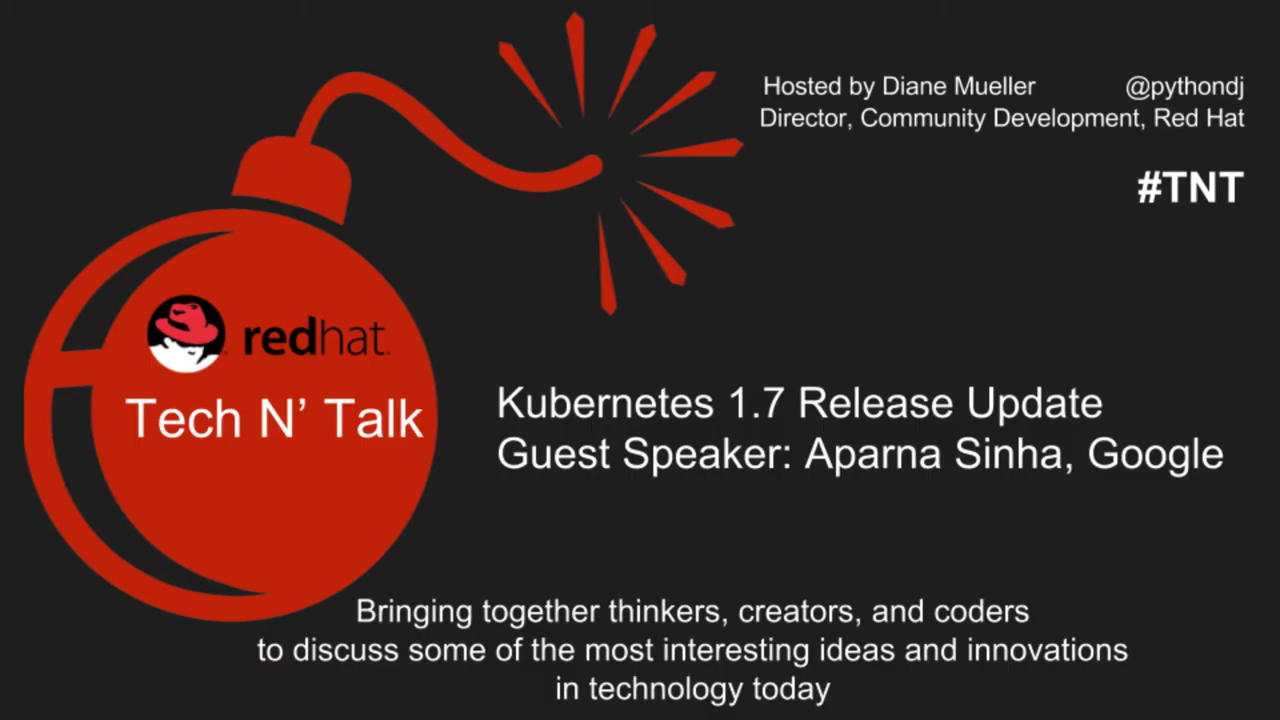 Hosted by Diane Mueller @pythondj
Director, Community Development, Red Hat
#TNT
redhat.
Tech N’ Talk
Kubernetes 1.7 Release Update
Guest Speaker: Aparna Sinha, Google
Bringing together thinkers, creators, and coders
to discuss some of the most interesting ideas and innovations
in technology today